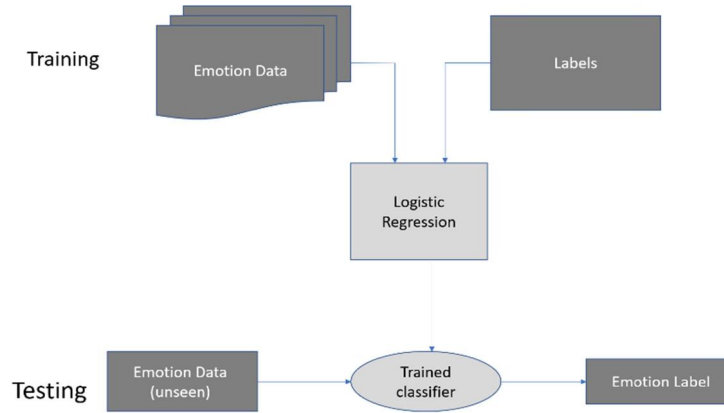 Training
Emotion Data
Labels
Logistic
Regression
Testing
Emotion Data
(unseen)
Trained
classifier
Emotion Label